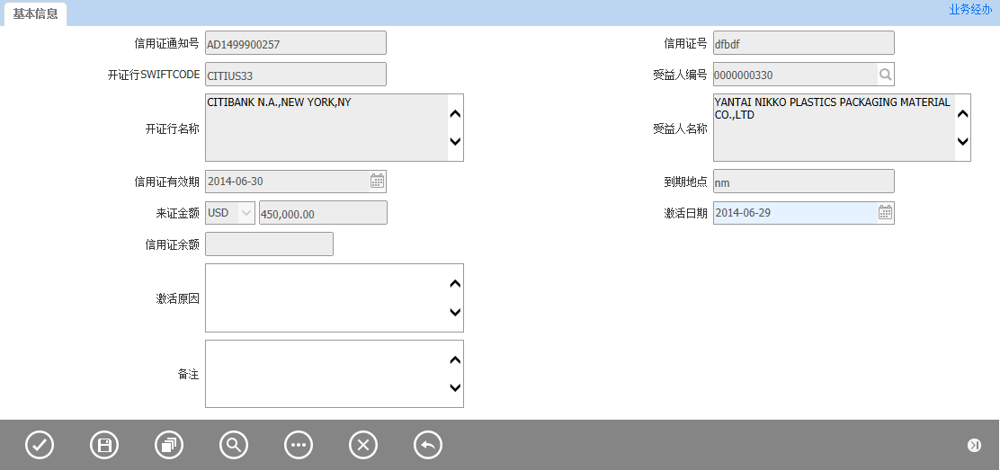 基本信息
业务经办
信用证通知号 AD1499900257
信用证号 dfbdf
开证行SWIFTCODE CITIUS33
受益人编号 0000000330
开证行名称 CITIBANK N.A.,NEW YORK,NY
受益人名称 YANTAI NIKKO PLASTICS PACKAGING MATERIAL
CO.,LTD
信用证有效期 2014-06-30
到期地点 nm
来证金额 USD 450,000.00
激活日期 2014-06-29
信用证余额
激活原因
备注